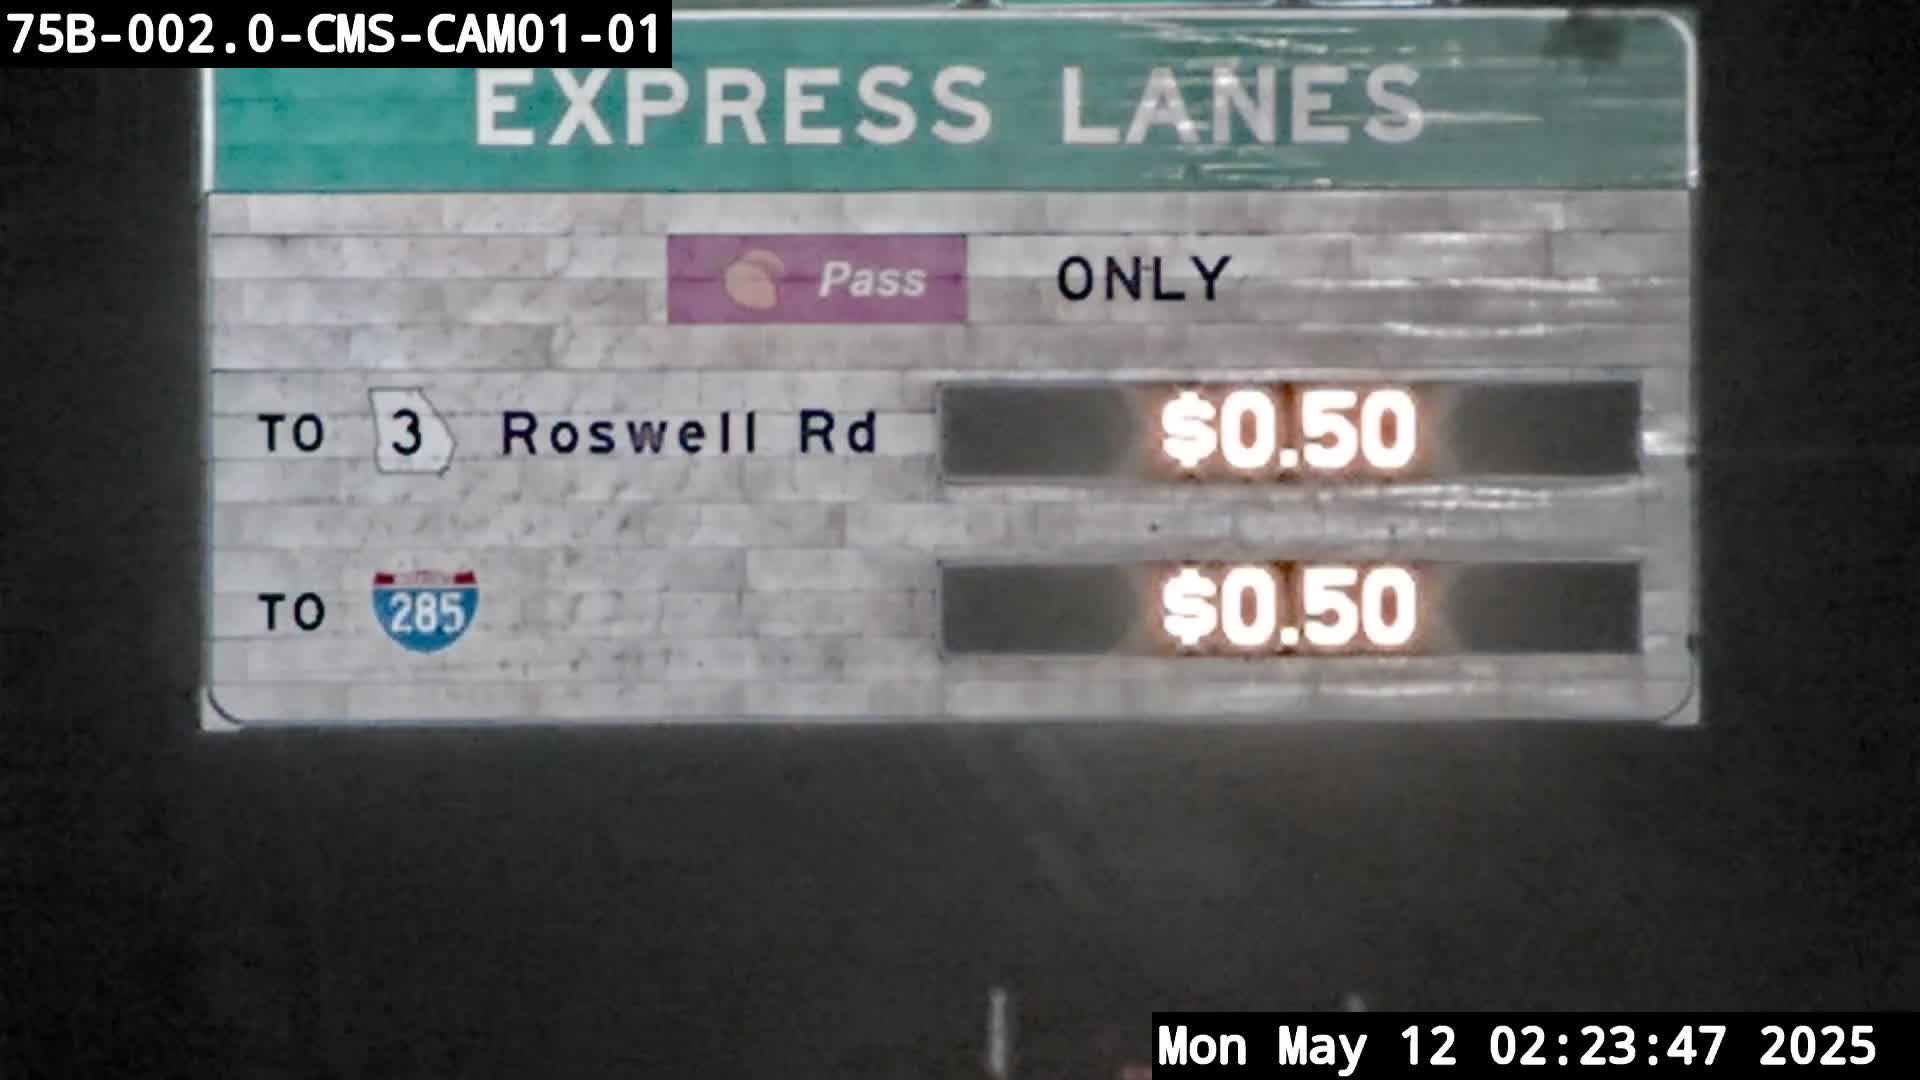 75B-002.0-CMS-CAM01-01
EXPRESS LANES
Pass ONLY
TO 3 Roswell Rd $0.50
TO 285 $0.50
Mon May 12 02:23:47 2025